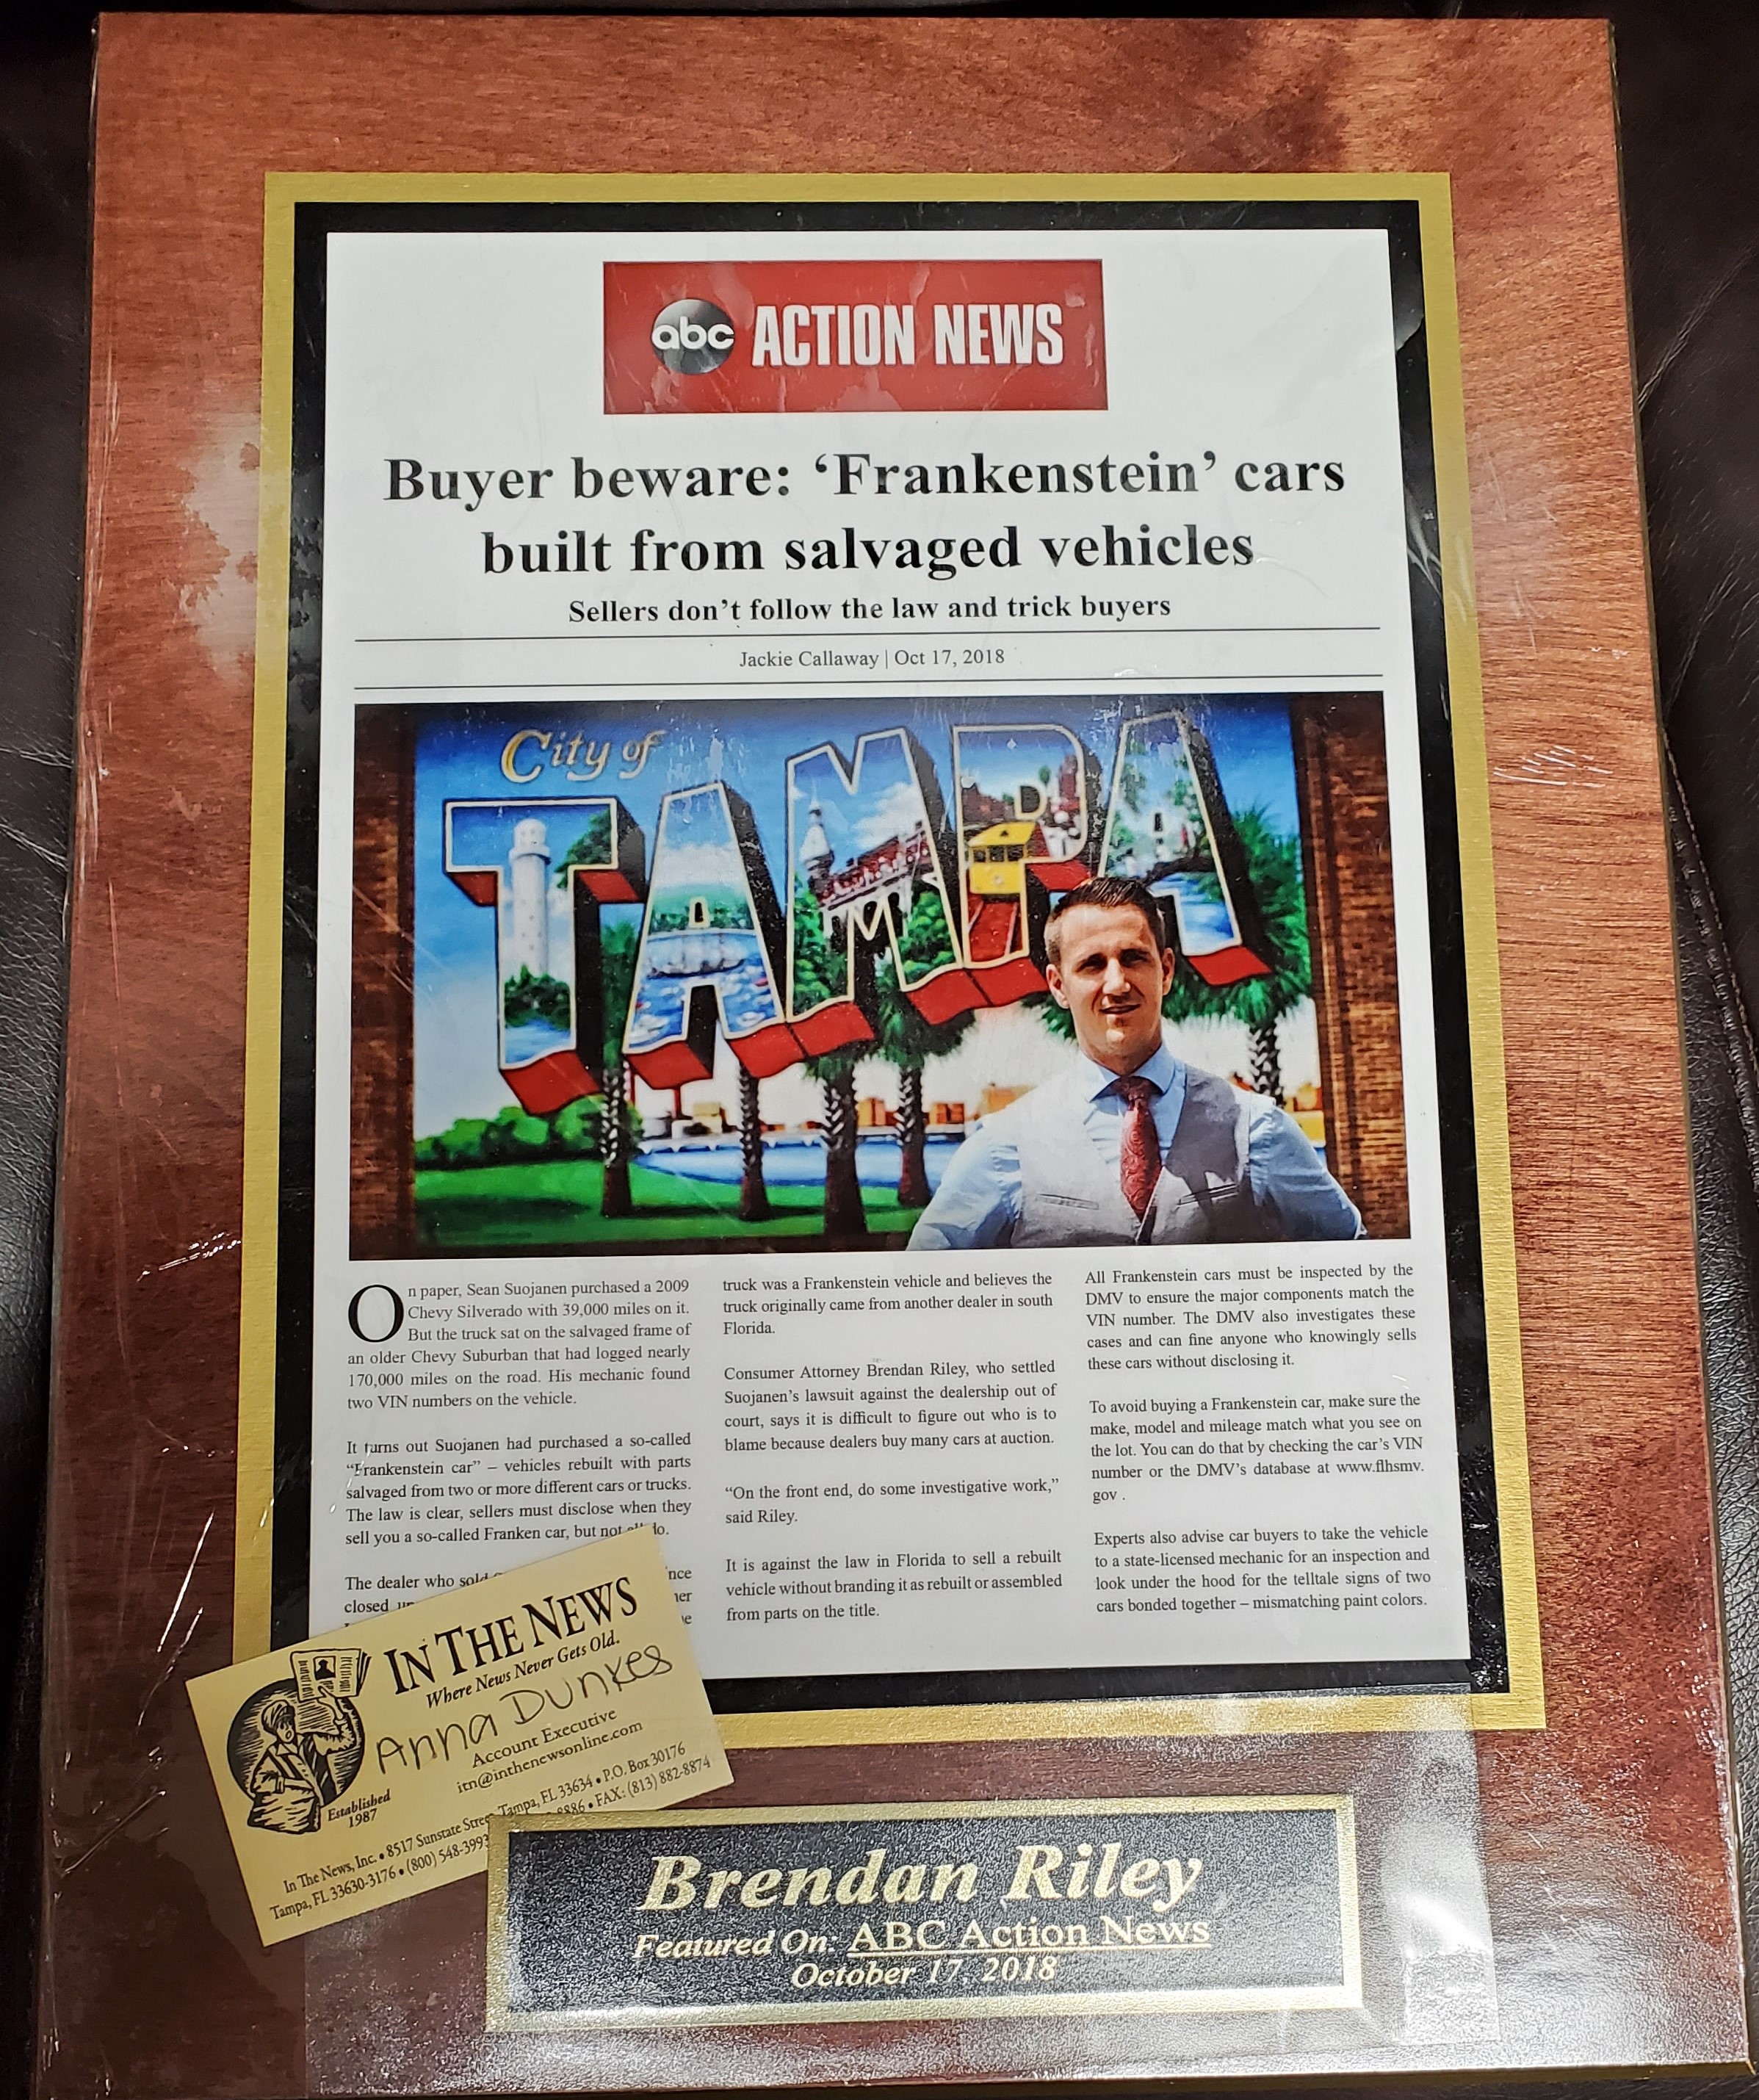 abc ACTION NEWS
Buyer beware: ‘Frankenstein’ cars
built from salvaged vehicles
Sellers don’t follow the law and trick buyers
Jackie Callaway | Oct 17, 2018
City of
TAMPA
On paper, Sean Suojanen purchased a 2009
Chevy Silverado with 39,000 miles on it.
But the truck sat on the salvaged frame of
an older Chevy Suburban that had logged nearly
170,000 miles on the road. His mechanic found
two VIN numbers on the vehicle.
It turns out Suojanen had purchased a so-called
“Frankenstein car” – vehicles rebuilt with parts
salvaged from two or more different cars or trucks.
The law is clear, sellers must disclose when they
sell you a so-called Franken car, but not
The dealer who sold
closed
truck was a Frankenstein vehicle and believes the
truck originally came from another dealer in south
Florida.
Consumer Attorney Brendan Riley, who settled
Suojanen’s lawsuit against the dealership out of
court, says it is difficult to figure out who is to
blame because dealers buy many cars at auction.
“On the front end, do some investigative work,”
said Riley.
It is against the law in Florida to sell a rebuilt
vehicle without branding it as rebuilt or assembled
from parts on the title.
All Frankenstein cars must be inspected by the
DMV to ensure the major components match the
VIN number. The DMV also investigates these
cases and can fine anyone who knowingly sells
these cars without disclosing it.
To avoid buying a Frankenstein car, make sure the
make, model and mileage match what you see on
the lot. You can do that by checking the car’s VIN
number or the DMV’s database at www.flhsmv.
gov .
Experts also advise car buyers to take the vehicle
to a state-licensed mechanic for an inspection and
look under the hood for the telltale signs of two
cars bonded together – mismatching paint colors.
IN THE NEWS
Where News Never Gets Old.
Anna Dunkes
Account Executive
itn@inthenewsonline.com
Established
1987
In The News, Inc. • 8517 Sunstate Street Tampa, FL 33634 • P.O. Box 30176
Tampa, FL 33630-3176 • (800) 548-3993 8886 • FAX: (813) 882-8874
Brendan Riley
Featured On: ABC Action News
October 17, 2018